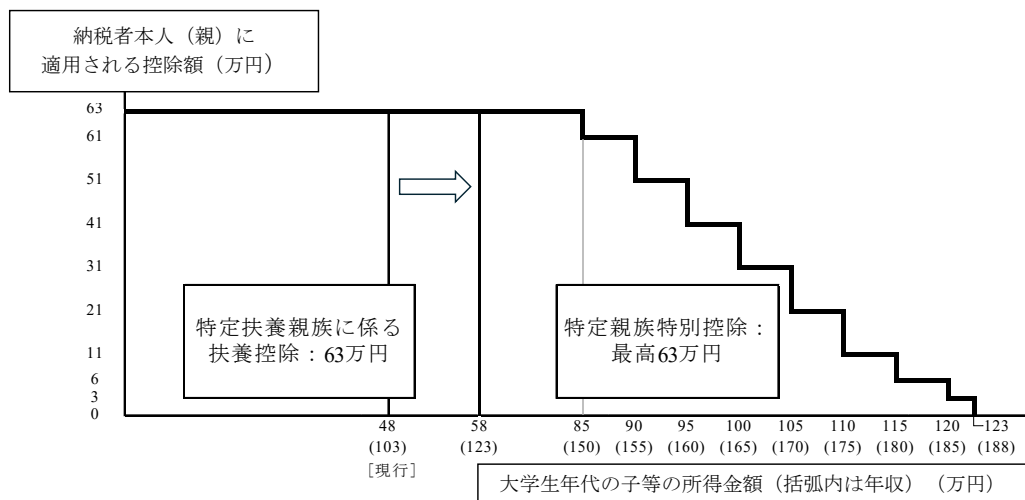 納税者本人（親）に
適用される控除額（万円）
63
61
51
41
31
21
11
6
3
0
特定扶養親族に係る
扶養控除：63万円
特定親族特別控除：
最高63万円
48 58 85 90 95 100 105 110 115 120 123
(103) (123) (150) (155) (160) (165) (170) (175) (180) (185) (188)
［現行］
大学生年代の子等の所得金額（括弧内は年収）（万円）